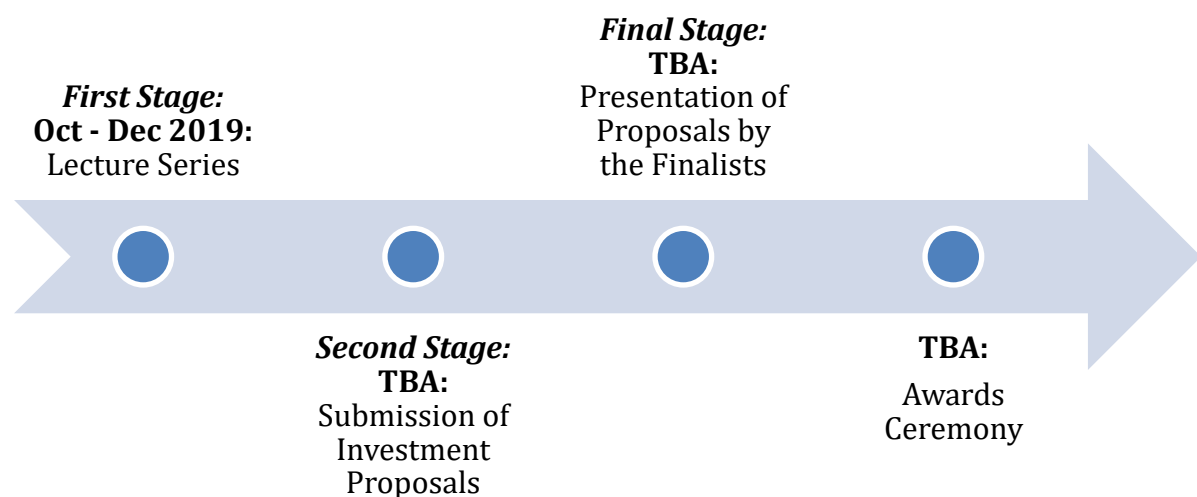 First Stage:
Oct - Dec 2019:
Lecture Series
Second Stage:
TBA:
Submission of
Investment
Proposals
Final Stage:
TBA:
Presentation of
Proposals by
the Finalists
TBA:
Awards
Ceremony